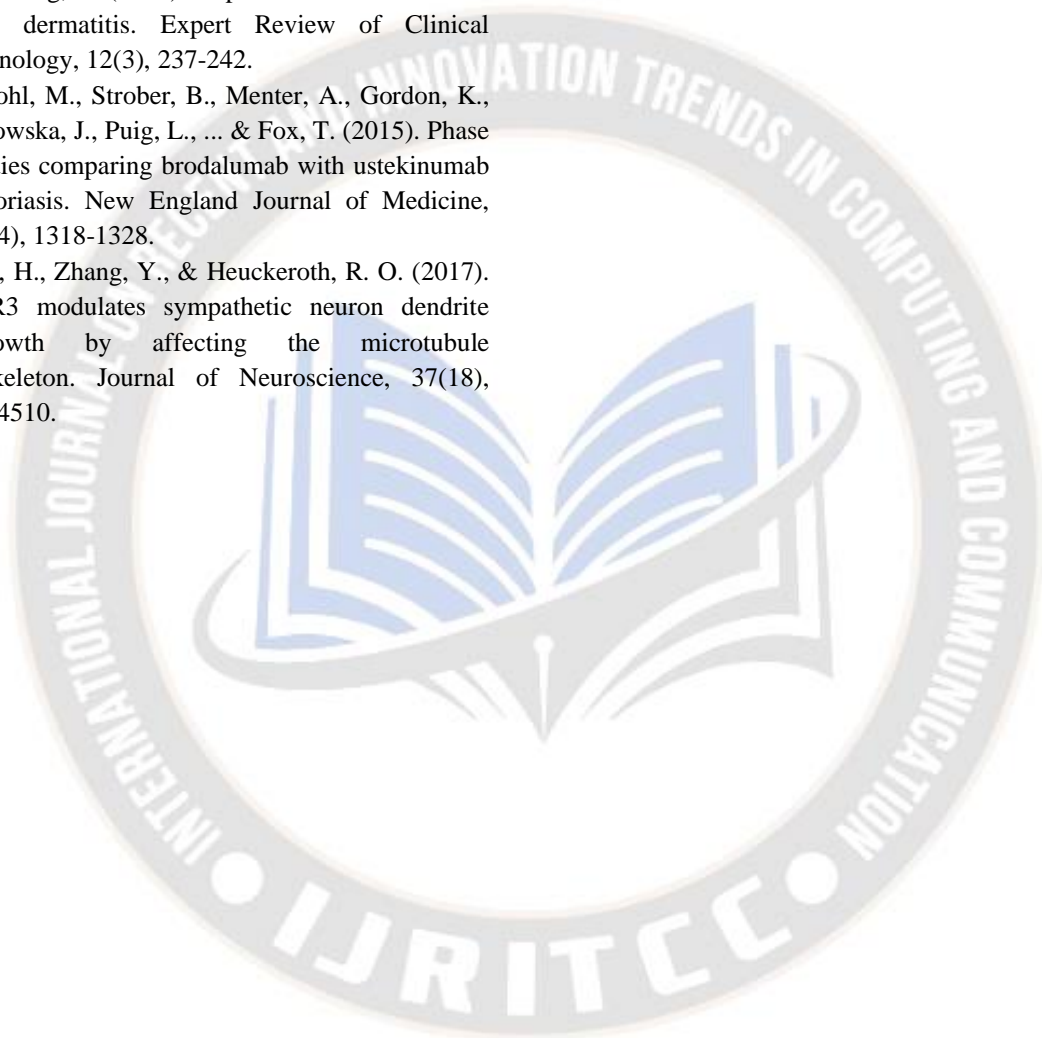 dermatitis. Expert Review of Clinical
nology, 12(3), 237-242.
ohl, M., Strober, B., Menter, A., Gordon, K.,
owska, J., Puig, L., ... & Fox, T. (2015). Phase
ies comparing brodalumab with ustekinumab
oriasis. New England Journal of Medicine,
4), 1318-1328.
, H., Zhang, Y., & Heuckeroth, R. O. (2017).
R3 modulates sympathetic neuron dendrite
owth by affecting the microtubule
keleton. Journal of Neuroscience, 37(18),
4510.
INTERNATIONAL JOURNAL ON RECENT AND INNOVATION TRENDS IN COMPUTING AND COMMUNICATION
IJRITCC